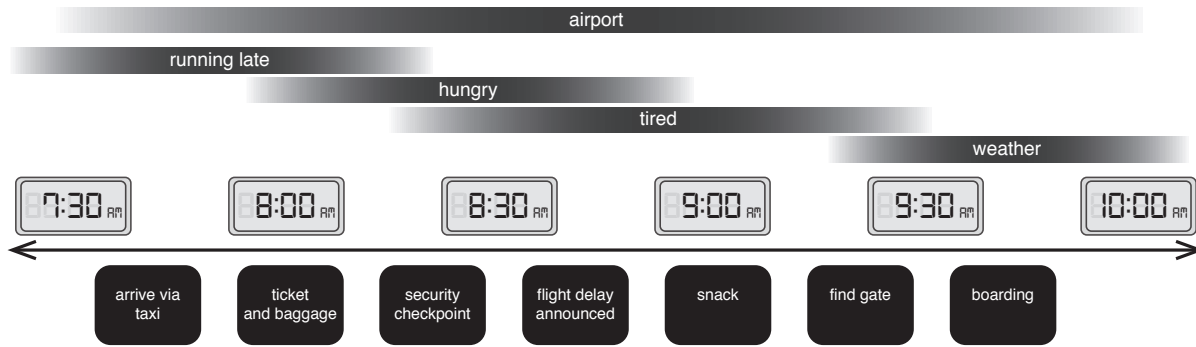 airport
running late
hungry
tired
weather
7:30 AM
8:00 AM
8:30 AM
9:00 AM
9:30 AM
10:00 AM
arrive via
taxi
ticket
and baggage
security
checkpoint
flight delay
announced
snack
find gate
boarding